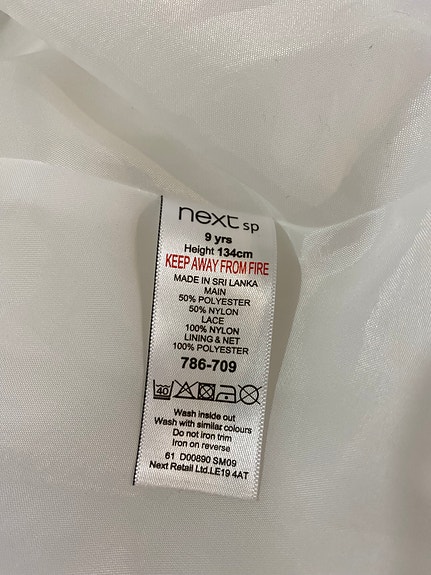 next sp
9 yrs
Height 134cm
KEEP AWAY FROM FIRE
MADE IN SRI LANKA
MAIN
50% POLYESTER
50% NYLON
LACE
100% NYLON
LINING & NET
100% POLYESTER
786-709
40
Wash inside out
Wash with similar colours
Do not iron trim
Iron on reverse
61 D00890 SM09
Next Retail Ltd.LE19 4AT